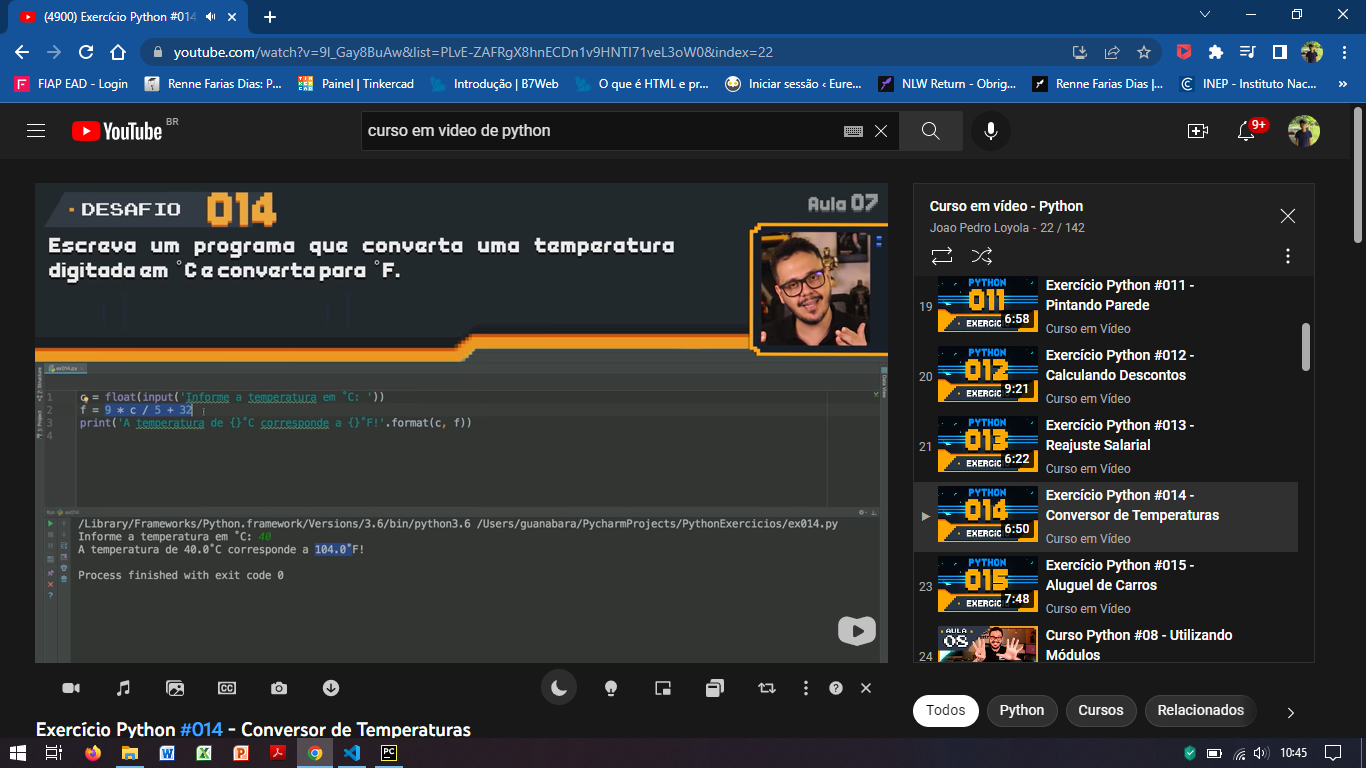 (4900) Exercício Python #014
youtube.com/watch?v=9l_Gay8BuAw&list=PLvE-ZAFRgX8hnECDn1v9HNTI71veL3oW0&index=22
FIAP EAD - Login
Renne Farias Dias: P...
Painel | Tinkercad
Introdução | B7Web
O que é HTML e pr...
Iniciar sessão ‹ Eure...
NLW Return - Obrig...
Renne Farias Dias |...
INEP - Instituto Nac...
YouTube BR
curso em video de python
9+
DESAFIO 014
Aula 07
Escreva um programa que converta uma temperatura
digitada em °C e converta para °F.
ex014.py
1 c = float(input('Informe a temperatura em °C: '))
2 f = 9 * c / 5 + 32
3 print('A temperatura de {}°C corresponde a {}°F!'.format(c, f))
4
Run ex014
/Library/Frameworks/Python.framework/Versions/3.6/bin/python3.6 /Users/guanabara/PycharmProjects/PythonExercicios/ex014.py
Informe a temperatura em °C: 40
A temperatura de 40.0°C corresponde a 104.0°F!
Process finished with exit code 0
CC
Exercício Python #014 - Conversor de Temperaturas
Curso em vídeo - Python
Joao Pedro Loyola - 22 / 142
19
PYTHON
011
EXERCÍC
6:58
Exercício Python #011 -
Pintando Parede
Curso em Vídeo
20
PYTHON
012
EXERCÍC
9:21
Exercício Python #012 -
Calculando Descontos
Curso em Vídeo
21
PYTHON
013
EXERCÍC
6:22
Exercício Python #013 -
Reajuste Salarial
Curso em Vídeo
PYTHON
014
EXERCÍC
6:50
Exercício Python #014 -
Conversor de Temperaturas
Curso em Vídeo
23
PYTHON
015
EXERCÍC
7:48
Exercício Python #015 -
Aluguel de Carros
Curso em Vídeo
24
AULA
08
Curso Python #08 - Utilizando
Módulos
Todos
Python
Cursos
Relacionados
PC
10:45